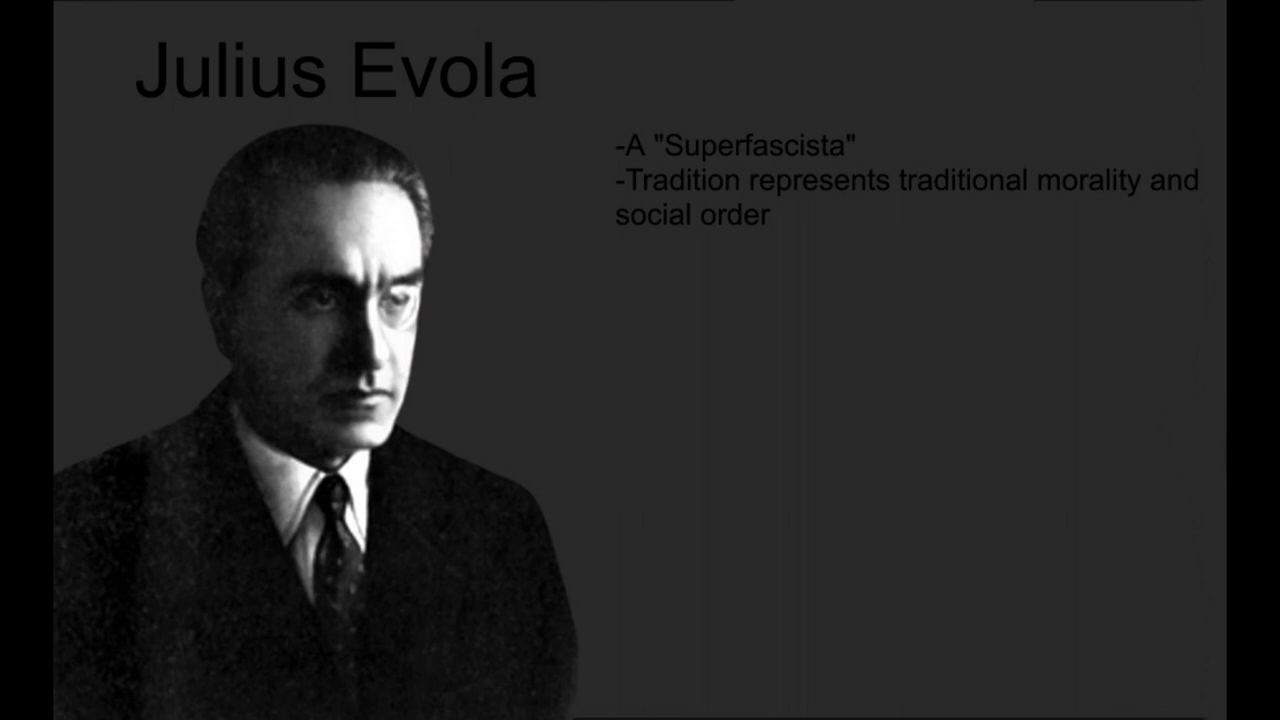 Julius Evola
-A "Superfascista"
-Tradition represents traditional morality and
social order